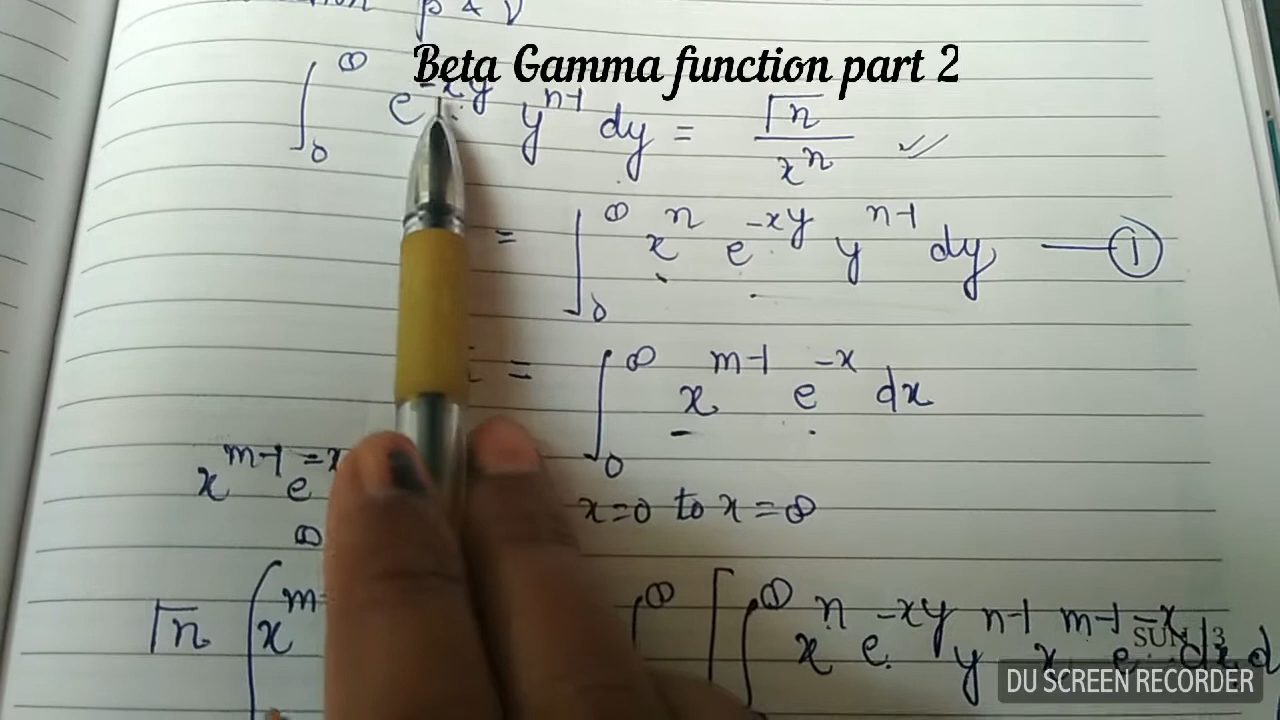 β & γ
Beta Gamma function part 2
∫₀^∞ e^{-xy} y^{n-1} dy = Γn / x^n
= ∫₀^∞ x^n e^{-xy} y^{n-1} dy — ①
= ∫₀^∞ x^{m-1} e^{-x} dx
x^{m-1} e^{-x}
x=0 to x=∞
Γn ∫^∞ x^{m-
∫^∞ [ ∫^∞ x^n e^{-xy} y^{n-1} x^{m-1} e^{-x} dx d
DU SCREEN RECORDER